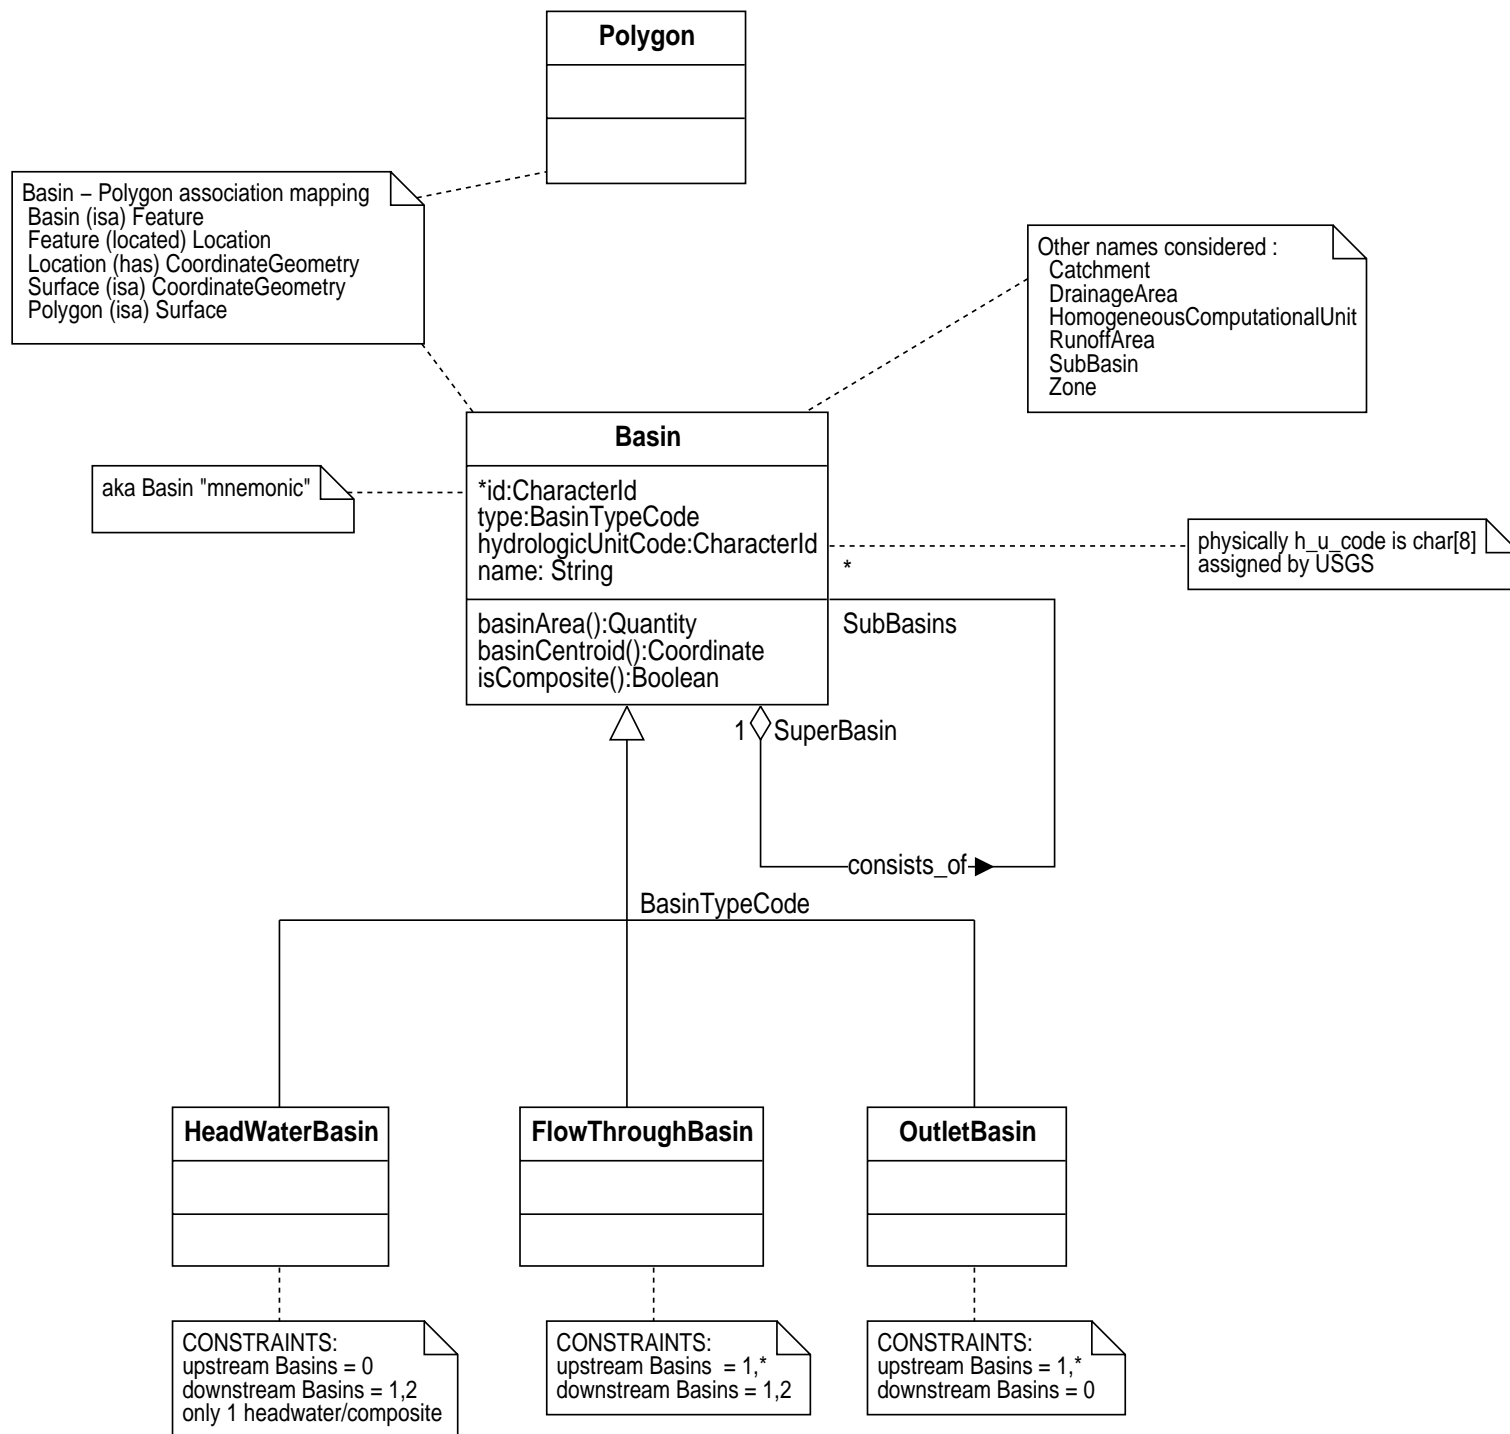 Polygon
Basin – Polygon association mapping
Basin (isa) Feature
Feature (located) Location
Location (has) CoordinateGeometry
Surface (isa) CoordinateGeometry
Polygon (isa) Surface
Other names considered :
Catchment
DrainageArea
HomogeneousComputationalUnit
RunoffArea
SubBasin
Zone
Basin
aka Basin "mnemonic"
*id:CharacterId
type:BasinTypeCode
hydrologicUnitCode:CharacterId
name: String
*
physically h_u_code is char[8]
assigned by USGS
basinArea():Quantity
basinCentroid():Coordinate
isComposite():Boolean
SubBasins
1
SuperBasin
consists_of
BasinTypeCode
HeadWaterBasin
FlowThroughBasin
OutletBasin
CONSTRAINTS:
upstream Basins = 0
downstream Basins = 1,2
only 1 headwater/composite
CONSTRAINTS:
upstream Basins  = 1,*
downstream Basins = 1,2
CONSTRAINTS:
upstream Basins = 1,*
downstream Basins = 0